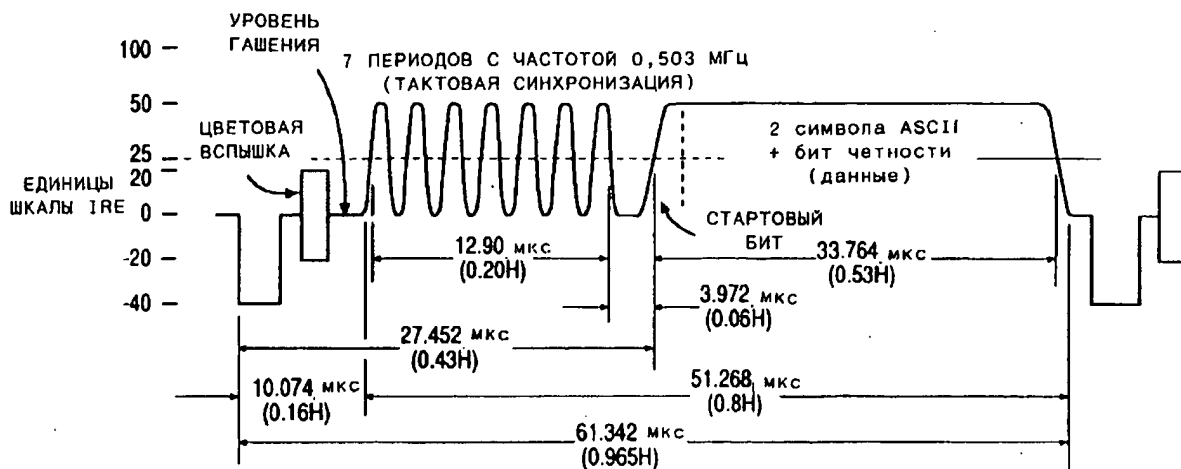 УРОВЕНЬ
ГАШЕНИЯ
100
7 ПЕРИОДОВ С ЧАСТОТОЙ 0,503 МГц
(ТАКТОВАЯ СИНХРОНИЗАЦИЯ)
50
ЦВЕТОВАЯ
ВСПЫШКА
2 символа ASCII
+ бит четности
(данные)
25
20
ЕДИНИЦЫ
ШКАЛЫ IRE
0
СТАРТОВЫЙ
БИТ
-20
12.90 мкс
(0.20H)
33.764 мкс
(0.53H)
-40
3.972 мкс
(0.06H)
27.452 мкс
(0.43H)
10.074 мкс
(0.16H)
51.268 мкс
(0.8H)
61.342 мкс
(0.965H)